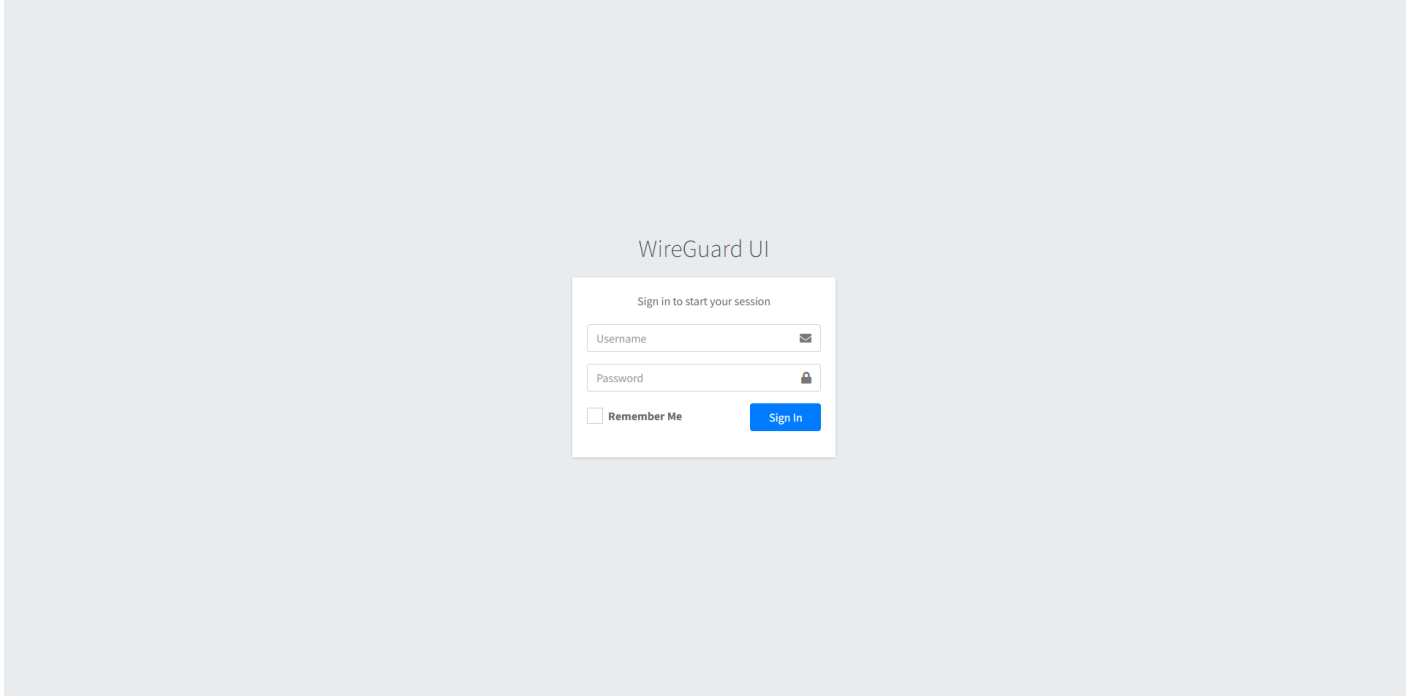 WireGuard UI
Sign in to start your session
Username
Password
Remember Me
Sign In